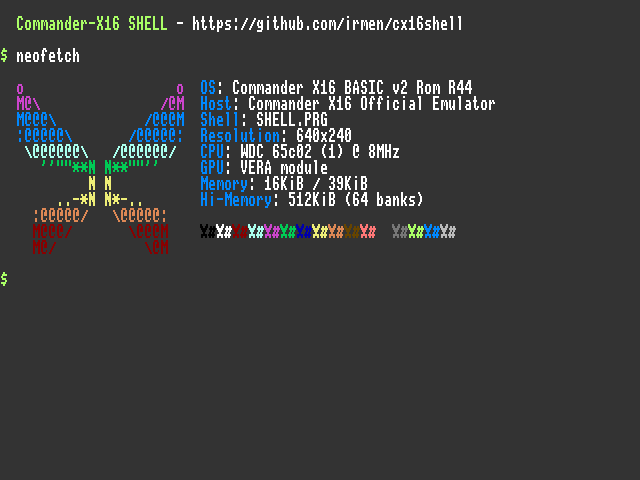 Commander-X16 SHELL - https://github.com/irmen/cx16shell
$ neofetch
o                   o  OS: Commander X16 BASIC v2 Rom R44
M@\               /@M  Host: Commander X16 Official Emulator
M@@@\           /@@@M  Shell: SHELL.PRG
:@@@@@\       /@@@@@:  Resolution: 640x240
 \@@@@@@\   /@@@@@@/   CPU: WDC 65c02 (1) @ 8MHz
   ''""**N N**""''     GPU: VERA module
         N N           Memory: 16KiB / 39KiB
     ..-*N N*-..       Hi-Memory: 512KiB (64 banks)
  :@@@@@/   \@@@@@:
  M@@@/       \@@@M    X#X#X#X#X#X#X#X#X#X#X#  X#X#X#X#
  M@/           \@M
$